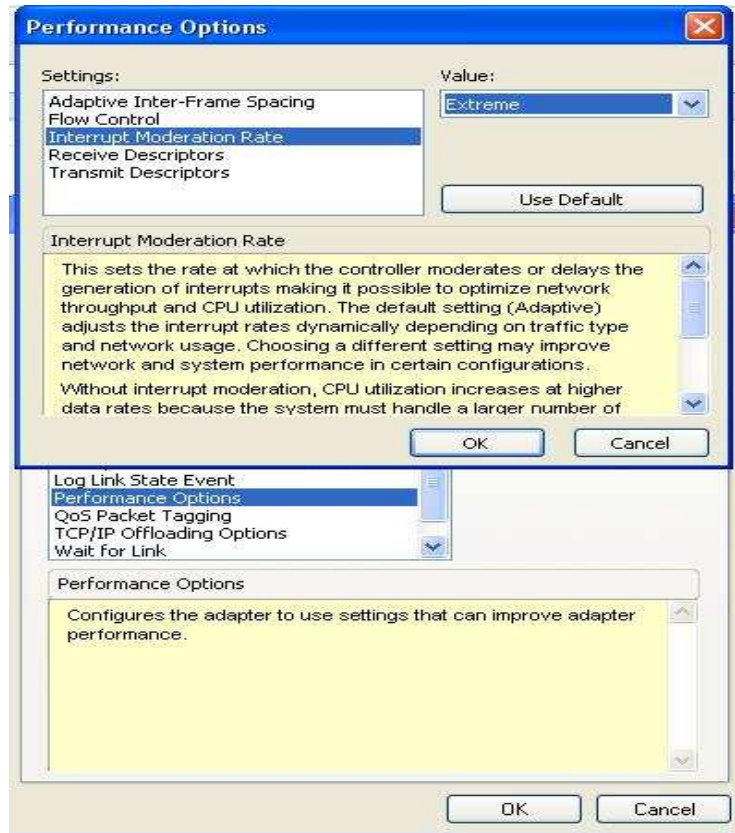 Performance Options
Settings:
Value:
Adaptive Inter-Frame Spacing
Flow Control
Interrupt Moderation Rate
Receive Descriptors
Transmit Descriptors
Extreme
Use Default
Interrupt Moderation Rate
This sets the rate at which the controller moderates or delays the
generation of interrupts making it possible to optimize network
throughput and CPU utilization. The default setting (Adaptive)
adjusts the interrupt rates dynamically depending on traffic type
and network usage. Choosing a different setting may improve
network and system performance in certain configurations.
Without interrupt moderation, CPU utilization increases at higher
data rates because the system must handle a larger number of
OK
Cancel
Log Link State Event
Performance Options
QoS Packet Tagging
TCP/IP Offloading Options
Wait for Link
Performance Options
Configures the adapter to use settings that can improve adapter
performance.
OK
Cancel